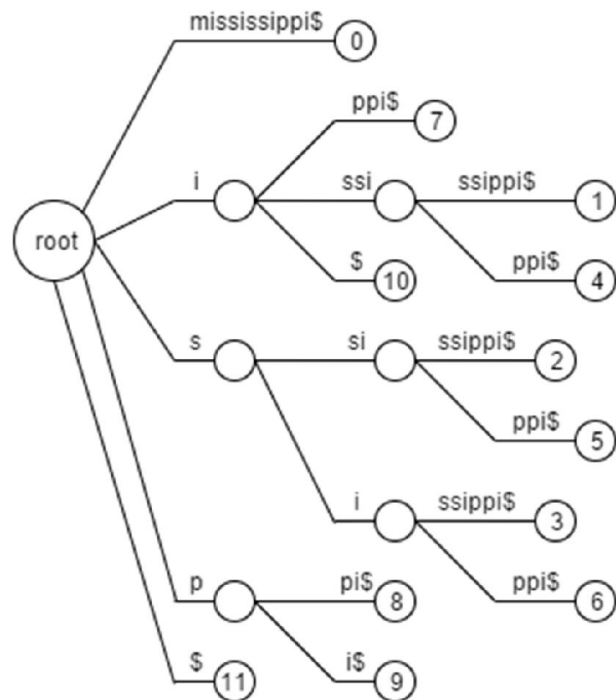 mississippi$ 0
ppi$ 7
i ssi ssippi$ 1
root
$ 10 ppi$ 4
s si ssippi$ 2
ppi$ 5
i ssippi$ 3
p pi$ 8 ppi$ 6
$ 11 i$ 9